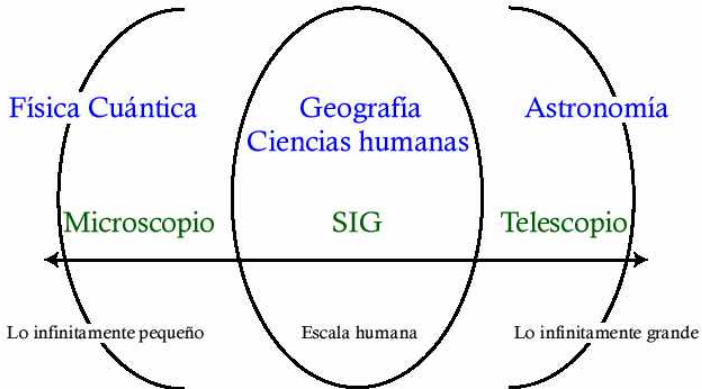 Física Cuántica
Geografía
Ciencias humanas
Astronomía
Microscopio
SIG
Telescopio
Lo infinitamente pequeño
Escala humana
Lo infinitamente grande